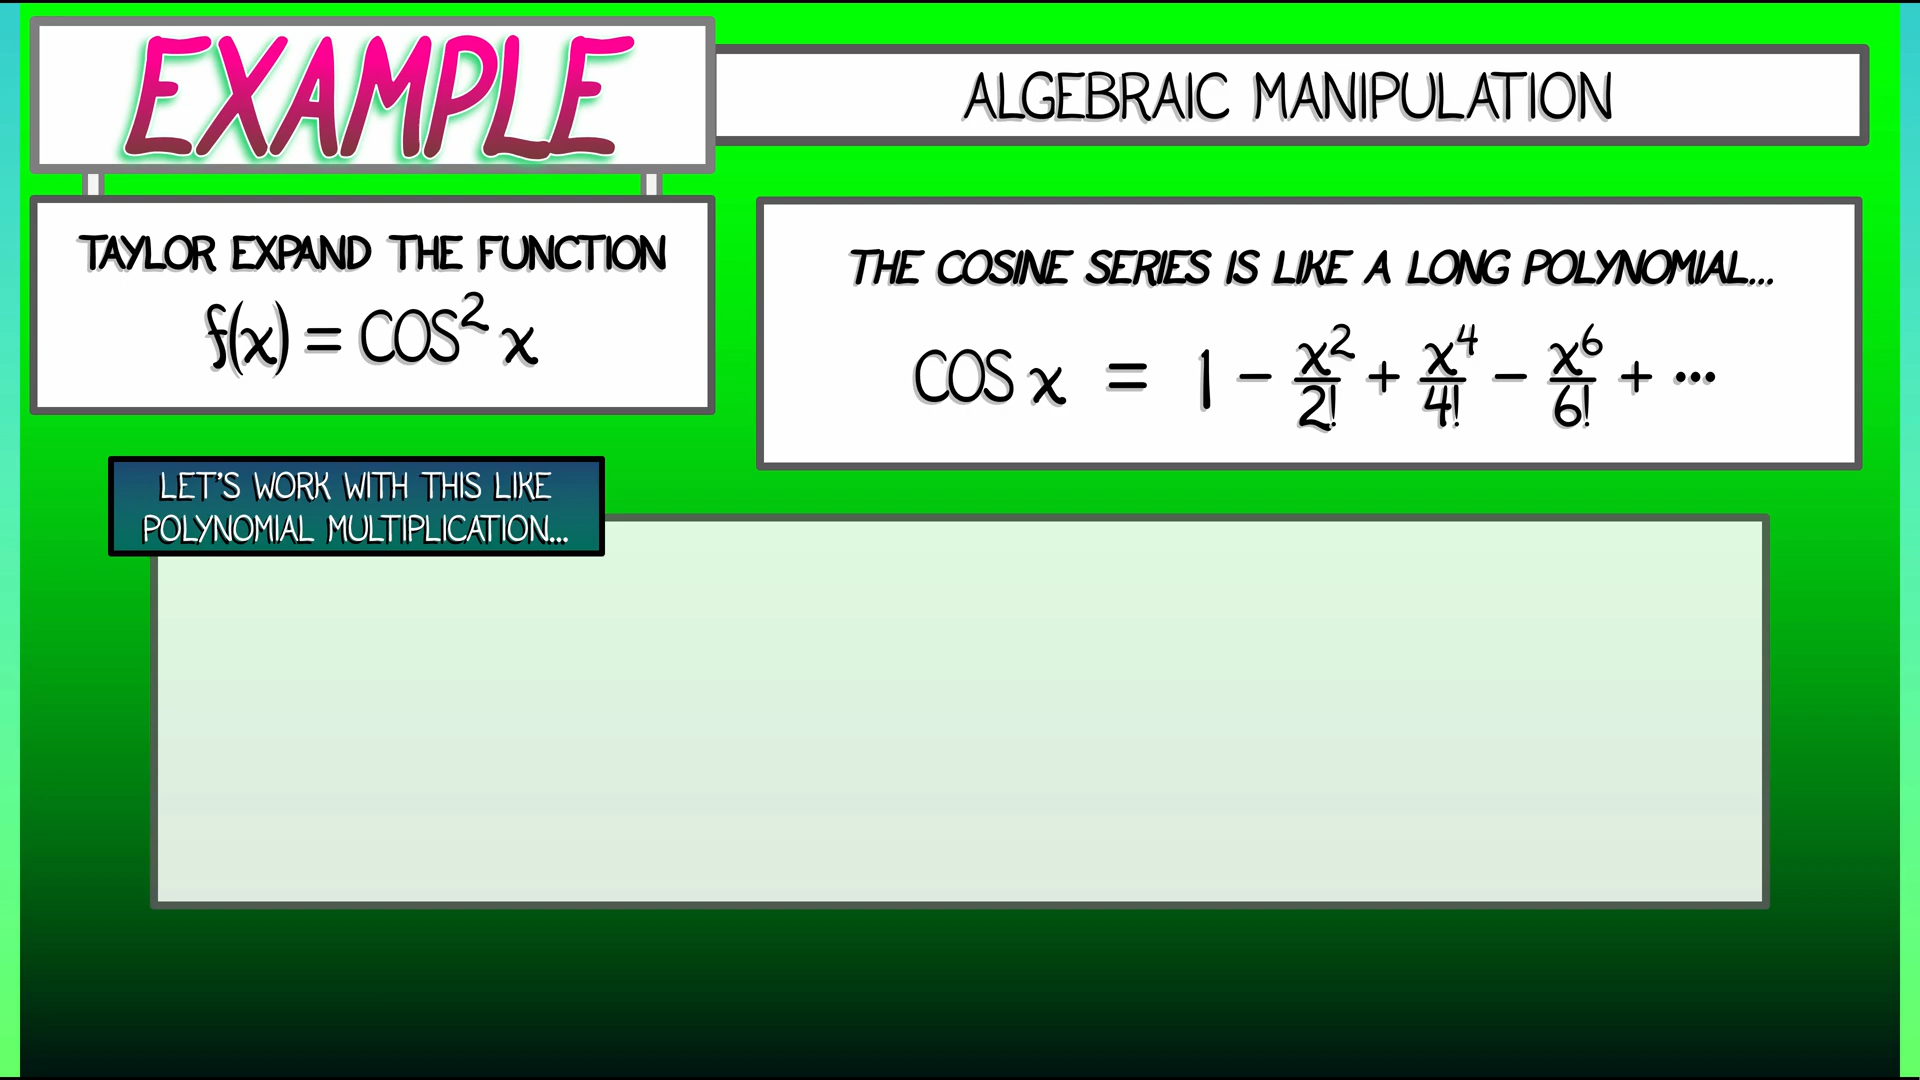 EXAMPLE
ALGEBRAIC MANIPULATION
TAYLOR EXPAND THE FUNCTION
f(x) = COS² x
THE COSINE SERIES IS LIKE A LONG POLYNOMIAL...
COS x = 1 - x²/2! + x⁴/4! - x⁶/6! + ···
LET'S WORK WITH THIS LIKE
POLYNOMIAL MULTIPLICATION...